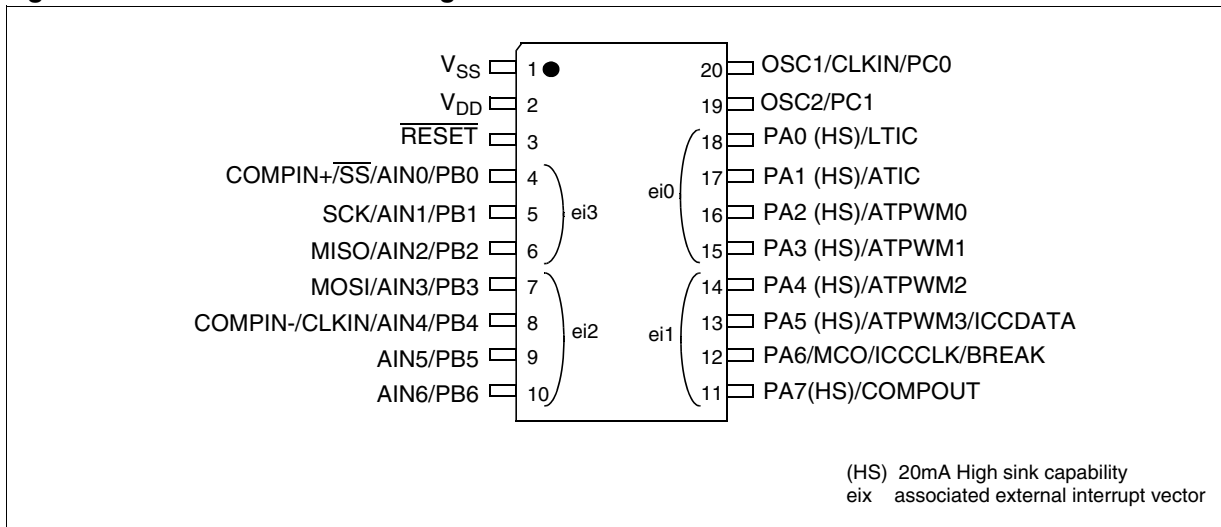 V_SS 1 20 OSC1/CLKIN/PC0
V_DD 2 19 OSC2/PC1
RESET 3 18 PA0 (HS)/LTIC
COMPIN+/SS/AIN0/PB0 4 17 PA1 (HS)/ATIC
ei0
SCK/AIN1/PB1 5 ei3 16 PA2 (HS)/ATPWM0
MISO/AIN2/PB2 6 15 PA3 (HS)/ATPWM1
MOSI/AIN3/PB3 7 14 PA4 (HS)/ATPWM2
COMPIN-/CLKIN/AIN4/PB4 8 ei2 ei1 13 PA5 (HS)/ATPWM3/ICCDATA
AIN5/PB5 9 12 PA6/MCO/ICCCLK/BREAK
AIN6/PB6 10 11 PA7(HS)/COMPOUT
(HS) 20mA High sink capability
eix associated external interrupt vector